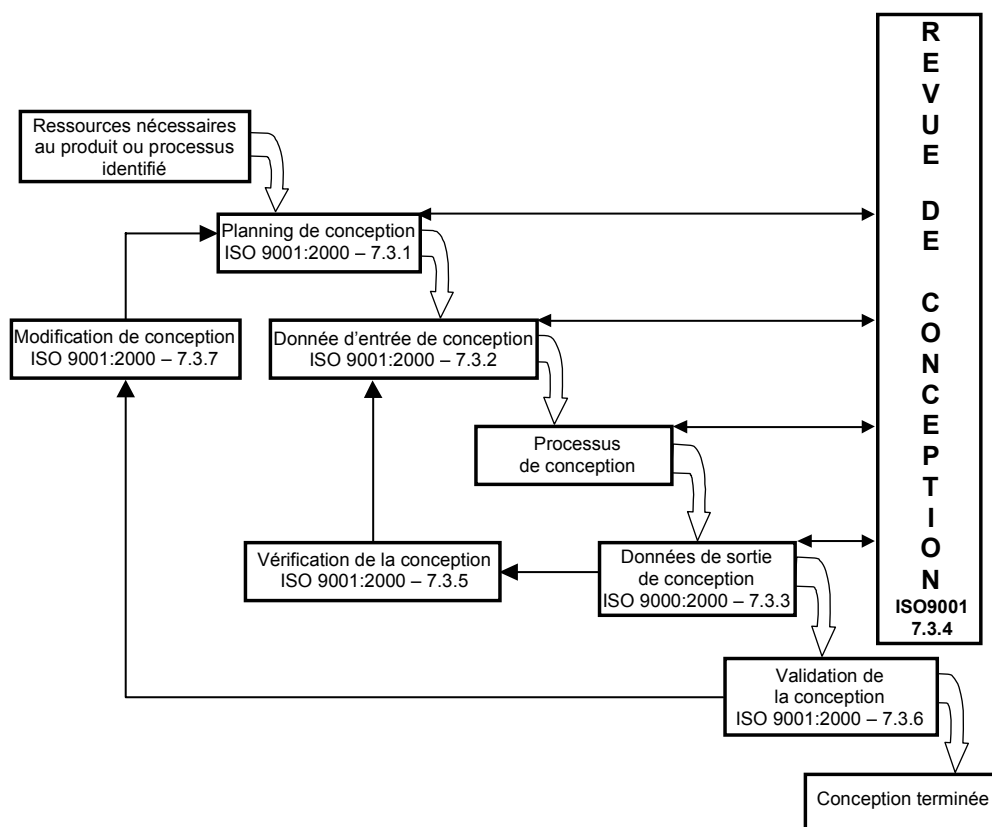 Ressources nécessaires
au produit ou processus
identifié
Planning de conception
ISO 9001:2000 – 7.3.1
Modification de conception
ISO 9001:2000 – 7.3.7
Donnée d’entrée de conception
ISO 9001:2000 – 7.3.2
Processus
de conception
Vérification de la conception
ISO 9001:2000 – 7.3.5
Données de sortie
de conception
ISO 9000:2000 – 7.3.3
Validation de
la conception
ISO 9001:2000 – 7.3.6
Conception terminée
REVUE DE CONCEPTION
ISO9001
7.3.4